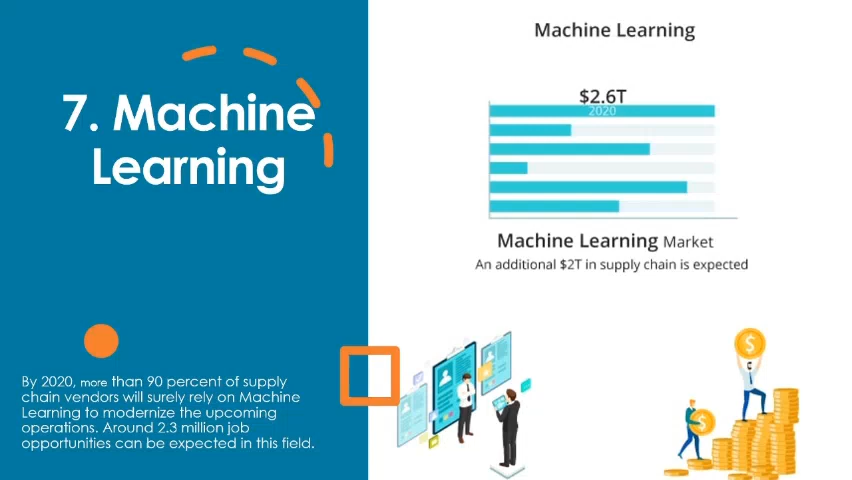 7. Machine
Learning
By 2020, more than 90 percent of supply
chain vendors will surely rely on Machine
Learning to modernize the upcoming
operations. Around 2.3 million job
opportunities can be expected in this field.
Machine Learning
$2.6T
2020
Machine Learning Market
An additional $2T in supply chain is expected